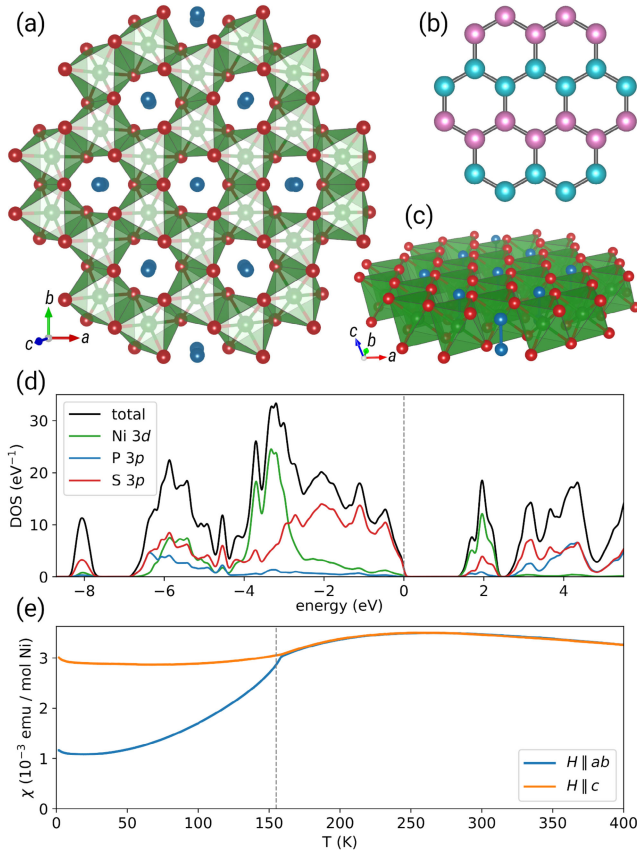 (a)
(b)
b
c
a
(c)
c
b
a
(d)
DOS (eV⁻¹)
30
20
10
0
total
Ni 3d
P 3p
S 3p
−8
−6
−4
−2
0
2
4
energy (eV)
(e)
χ (10⁻³ emu / mol Ni)
3
2
1
0
H ∥ ab
H ∥ c
0
50
100
150
200
250
300
350
400
T (K)